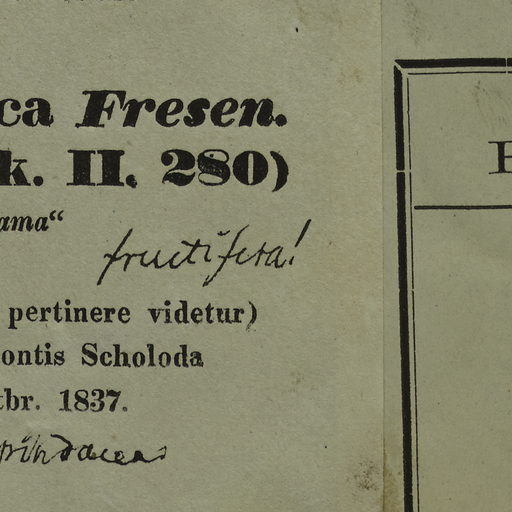 ca Fresen.
k. II. 280)
ama“
fructifera!
pertinere videtur)
ontis Scholoda
tbr. 1837.